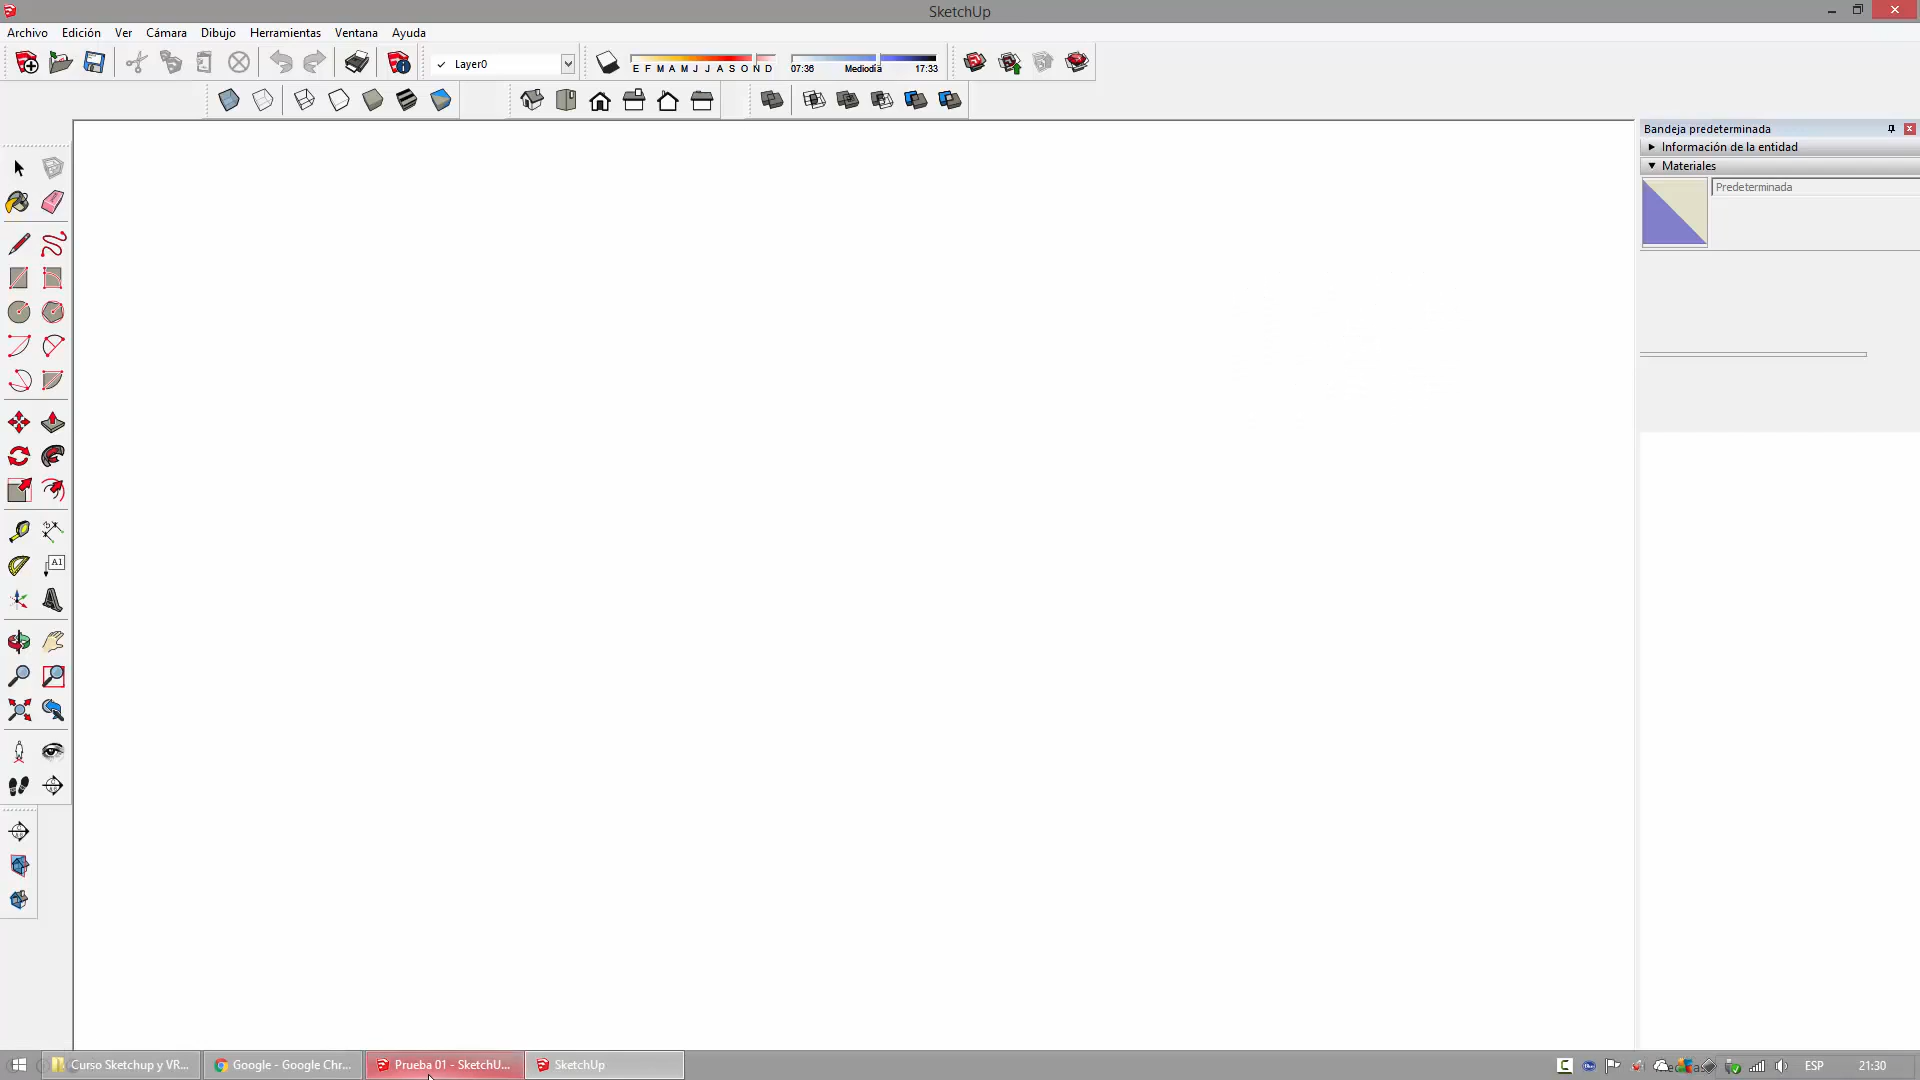 SketchUp
Archivo Edición Ver Cámara Dibujo Herramientas Ventana Ayuda
Layer0
E F M A M J J A S O N D
07:36 Mediodía 17:33
Bandeja predeterminada
Información de la entidad
Materiales
Predeterminada
A1
Curso Sketchup y VR...
Google - Google Chr...
Prueba 01 - SketchU...
SketchUp
ESP
21:30